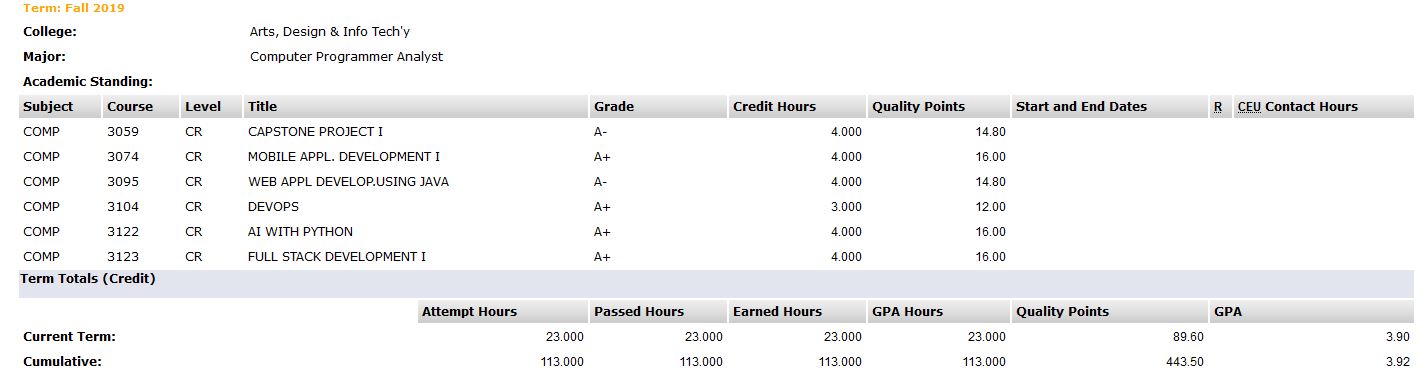 Term: Fall 2019
College: Arts, Design & Info Tech'y
Major: Computer Programmer Analyst
Academic Standing:
Subject Course Level Title Grade Credit Hours Quality Points Start and End Dates R CEU Contact Hours
COMP 3059 CR CAPSTONE PROJECT I A- 4.000 14.80
COMP 3074 CR MOBILE APPL. DEVELOPMENT I A+ 4.000 16.00
COMP 3095 CR WEB APPL DEVELOP.USING JAVA A- 4.000 14.80
COMP 3104 CR DEVOPS A+ 3.000 12.00
COMP 3122 CR AI WITH PYTHON A+ 4.000 16.00
COMP 3123 CR FULL STACK DEVELOPMENT I A+ 4.000 16.00
Term Totals (Credit)
Attempt Hours Passed Hours Earned Hours GPA Hours Quality Points GPA
Current Term: 23.000 23.000 23.000 23.000 89.60 3.90
Cumulative: 113.000 113.000 113.000 113.000 443.50 3.92